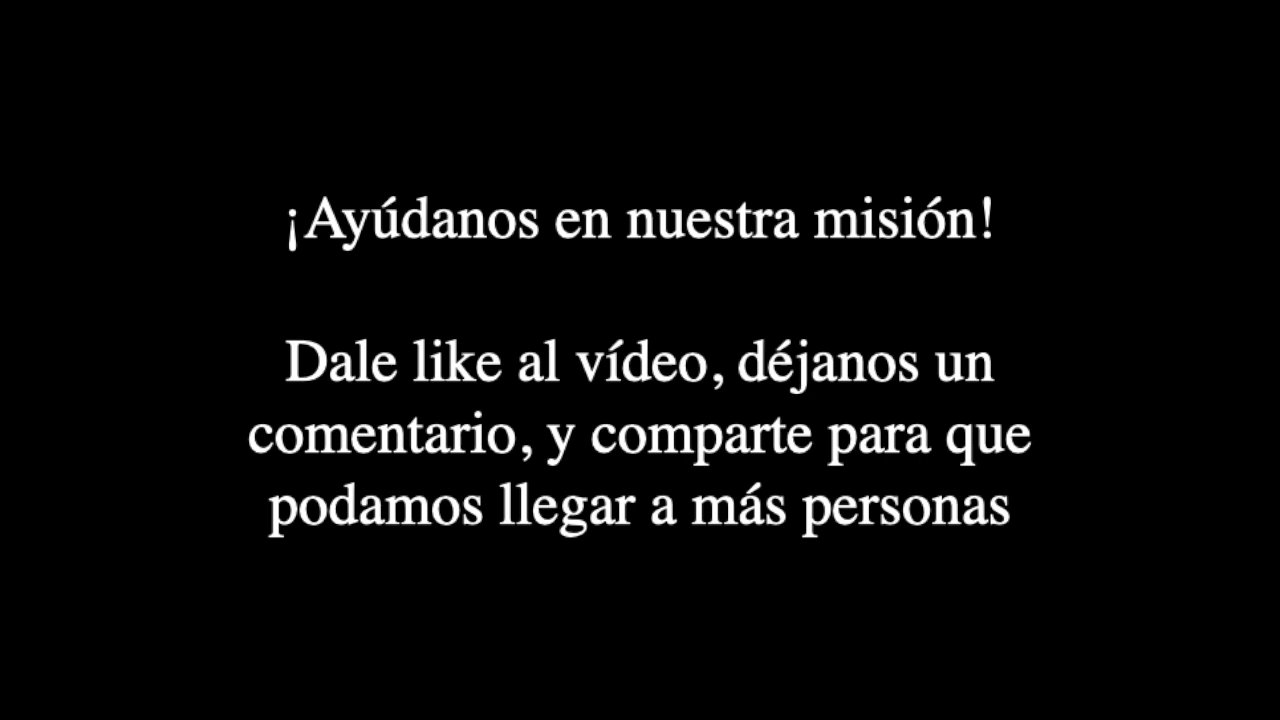 ¡Ayúdanos en nuestra misión!
Dale like al vídeo, déjanos un
comentario, y comparte para que
podamos llegar a más personas